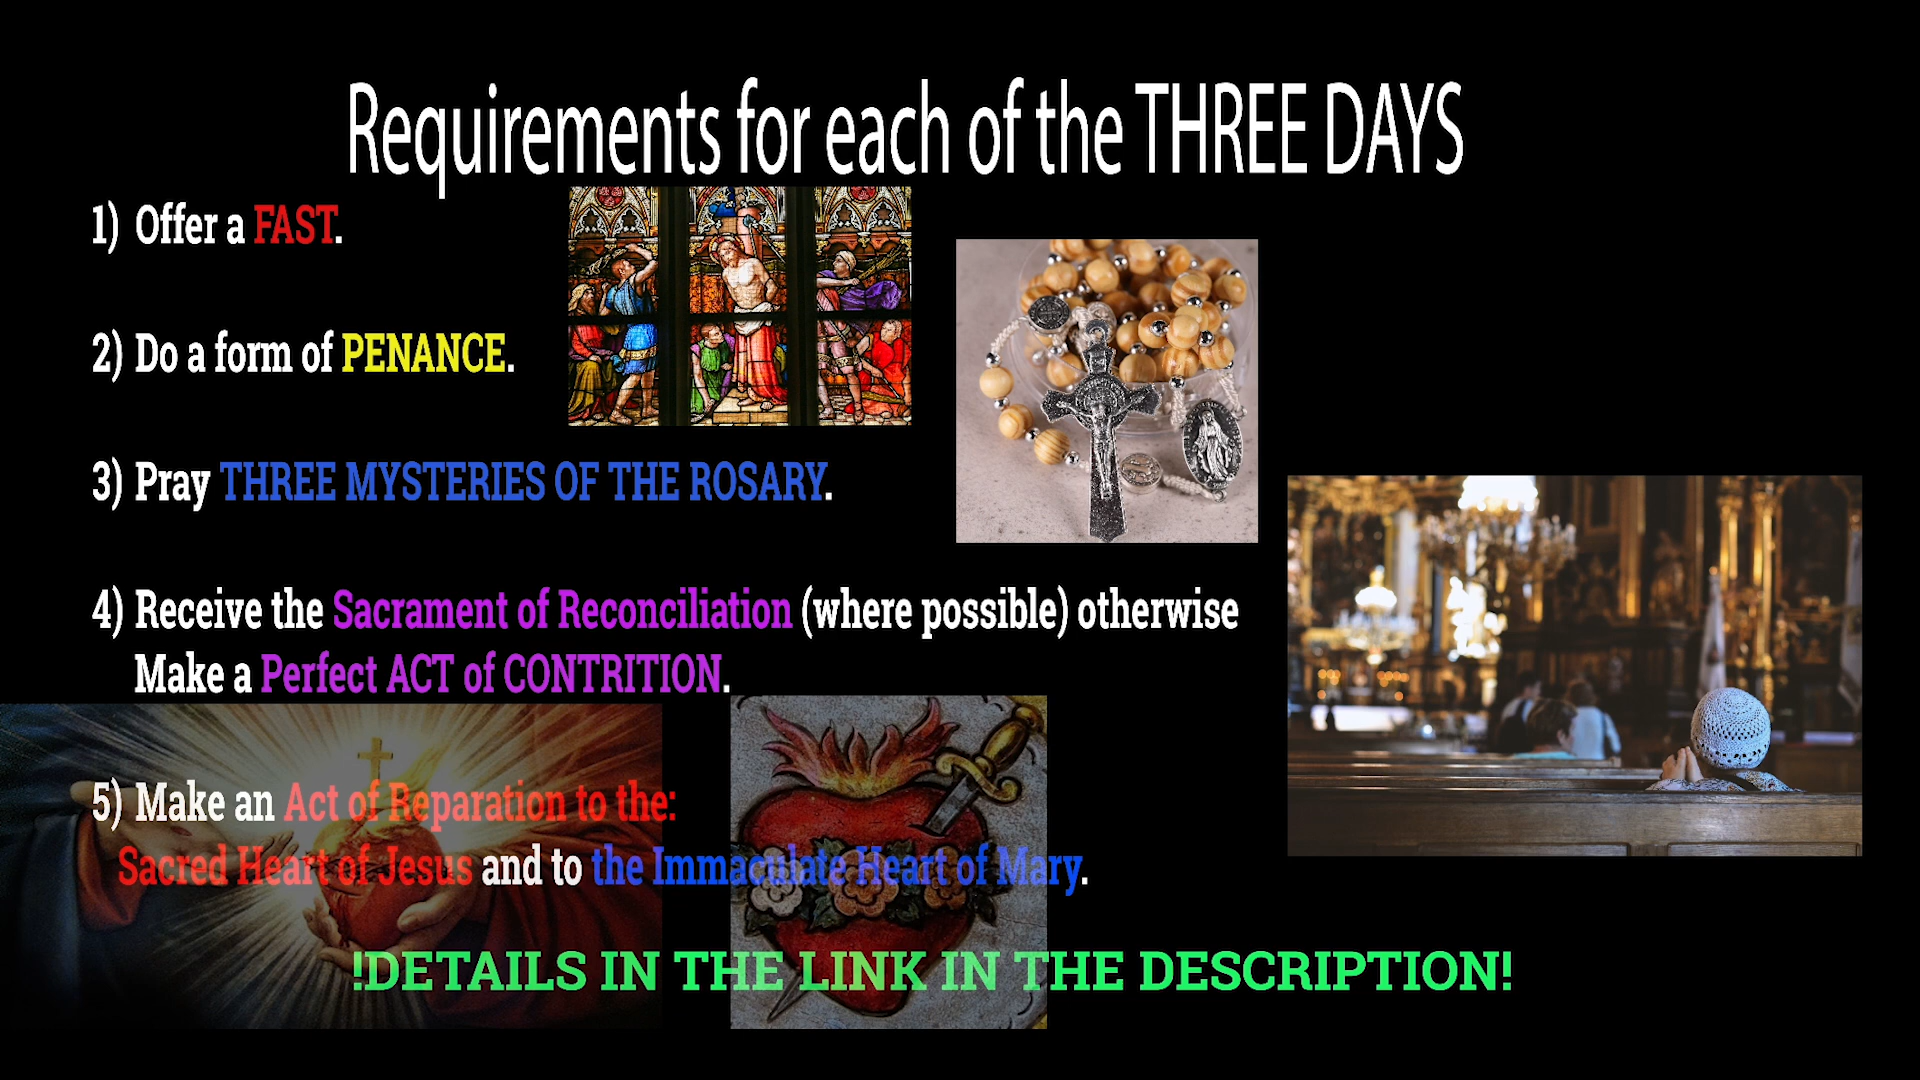 Requirements for each of the THREE DAYS
1) Offer a FAST.
2) Do a form of PENANCE.
3) Pray THREE MYSTERIES OF THE ROSARY.
4) Receive the Sacrament of Reconciliation (where possible) otherwise
Make a Perfect ACT of CONTRITION.
5) Make an Act of Reparation to the:
Sacred Heart of Jesus and to the Immaculate Heart of Mary.
!DETAILS IN THE LINK IN THE DESCRIPTION!